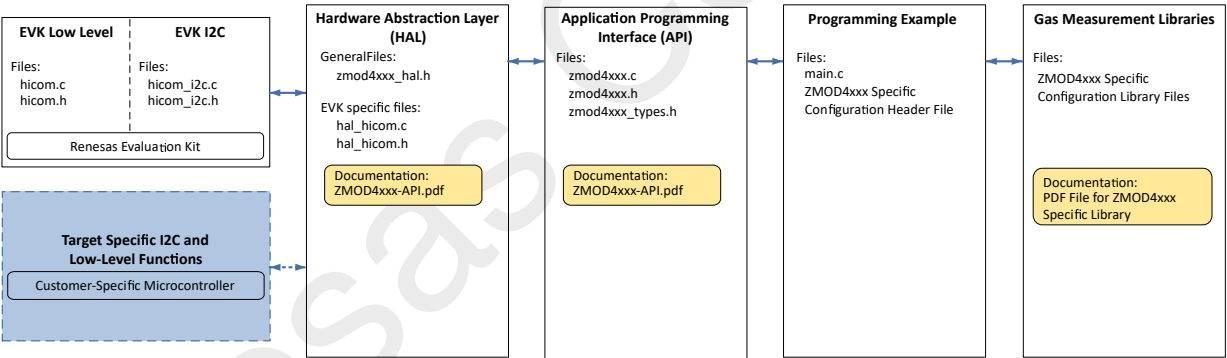 EVK Low Level
Files:
hicom.c
hicom.h
EVK I2C
Files:
hicom_i2c.c
hicom_i2c.h
Renesas Evaluation Kit
Target Specific I2C and
Low-Level Functions
Customer-Specific Microcontroller
Hardware Abstraction Layer
(HAL)
GeneralFiles:
zmod4xxx_hal.h
EVK specific files:
hal_hicom.c
hal_hicom.h
Documentation:
ZMOD4xxx-API.pdf
Application Programming
Interface (API)
Files:
zmod4xxx.c
zmod4xxx.h
zmod4xxx_types.h
Documentation:
ZMOD4xxx-API.pdf
Programming Example
Files:
main.c
ZMOD4xxx Specific
Configuration Header File
Gas Measurement Libraries
Files:
ZMOD4xxx Specific
Configuration Library Files
Documentation:
PDF File for ZMOD4xxx
Specific Library